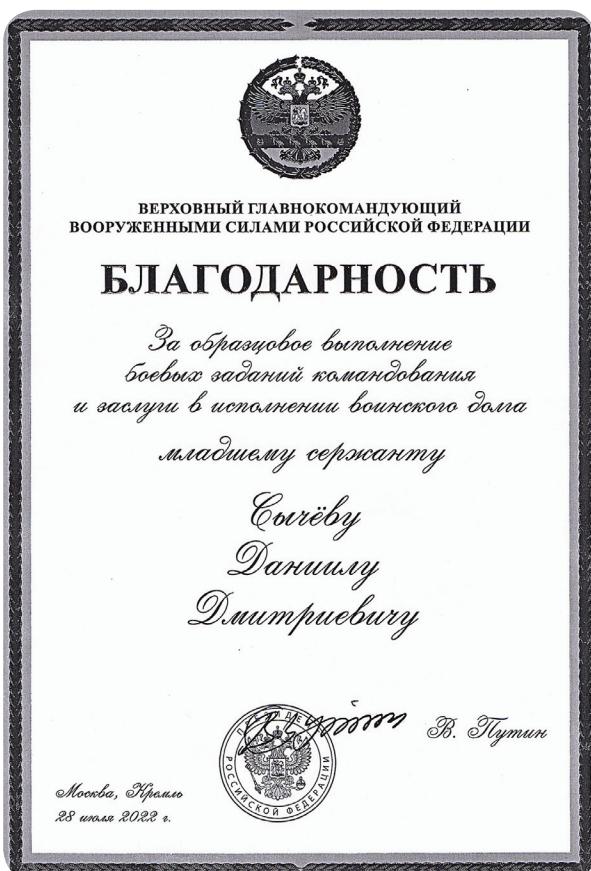 ВЕРХОВНЫЙ ГЛАВНОКОМАНДУЮЩИЙ
ВООРУЖЕННЫМИ СИЛАМИ РОССИЙСКОЙ ФЕДЕРАЦИИ
БЛАГОДАРНОСТЬ
За образцовое выполнение
боевых заданий командования
и заслуги в исполнении воинского долга
младшему сержанту
Сычёву
Даниилу
Дмитриевичу
В. Путин
ПРЕЗИДЕНТ
РОССИЙСКОЙ ФЕДЕРАЦИИ
Москва, Кремль
28 июля 2022 г.